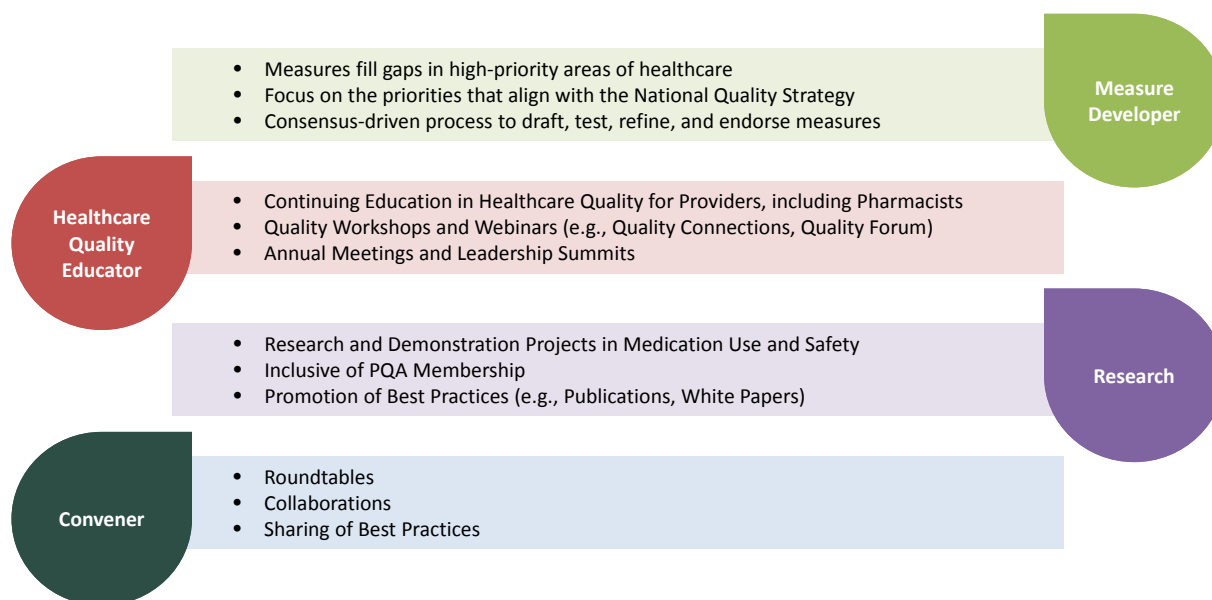 • Measures fill gaps in high-priority areas of healthcare
• Focus on the priorities that align with the National Quality Strategy
• Consensus-driven process to draft, test, refine, and endorse measures
Measure
Developer
Healthcare
Quality
Educator
• Continuing Education in Healthcare Quality for Providers, including Pharmacists
• Quality Workshops and Webinars (e.g., Quality Connections, Quality Forum)
• Annual Meetings and Leadership Summits
• Research and Demonstration Projects in Medication Use and Safety
• Inclusive of PQA Membership
• Promotion of Best Practices (e.g., Publications, White Papers)
Research
Convener
• Roundtables
• Collaborations
• Sharing of Best Practices